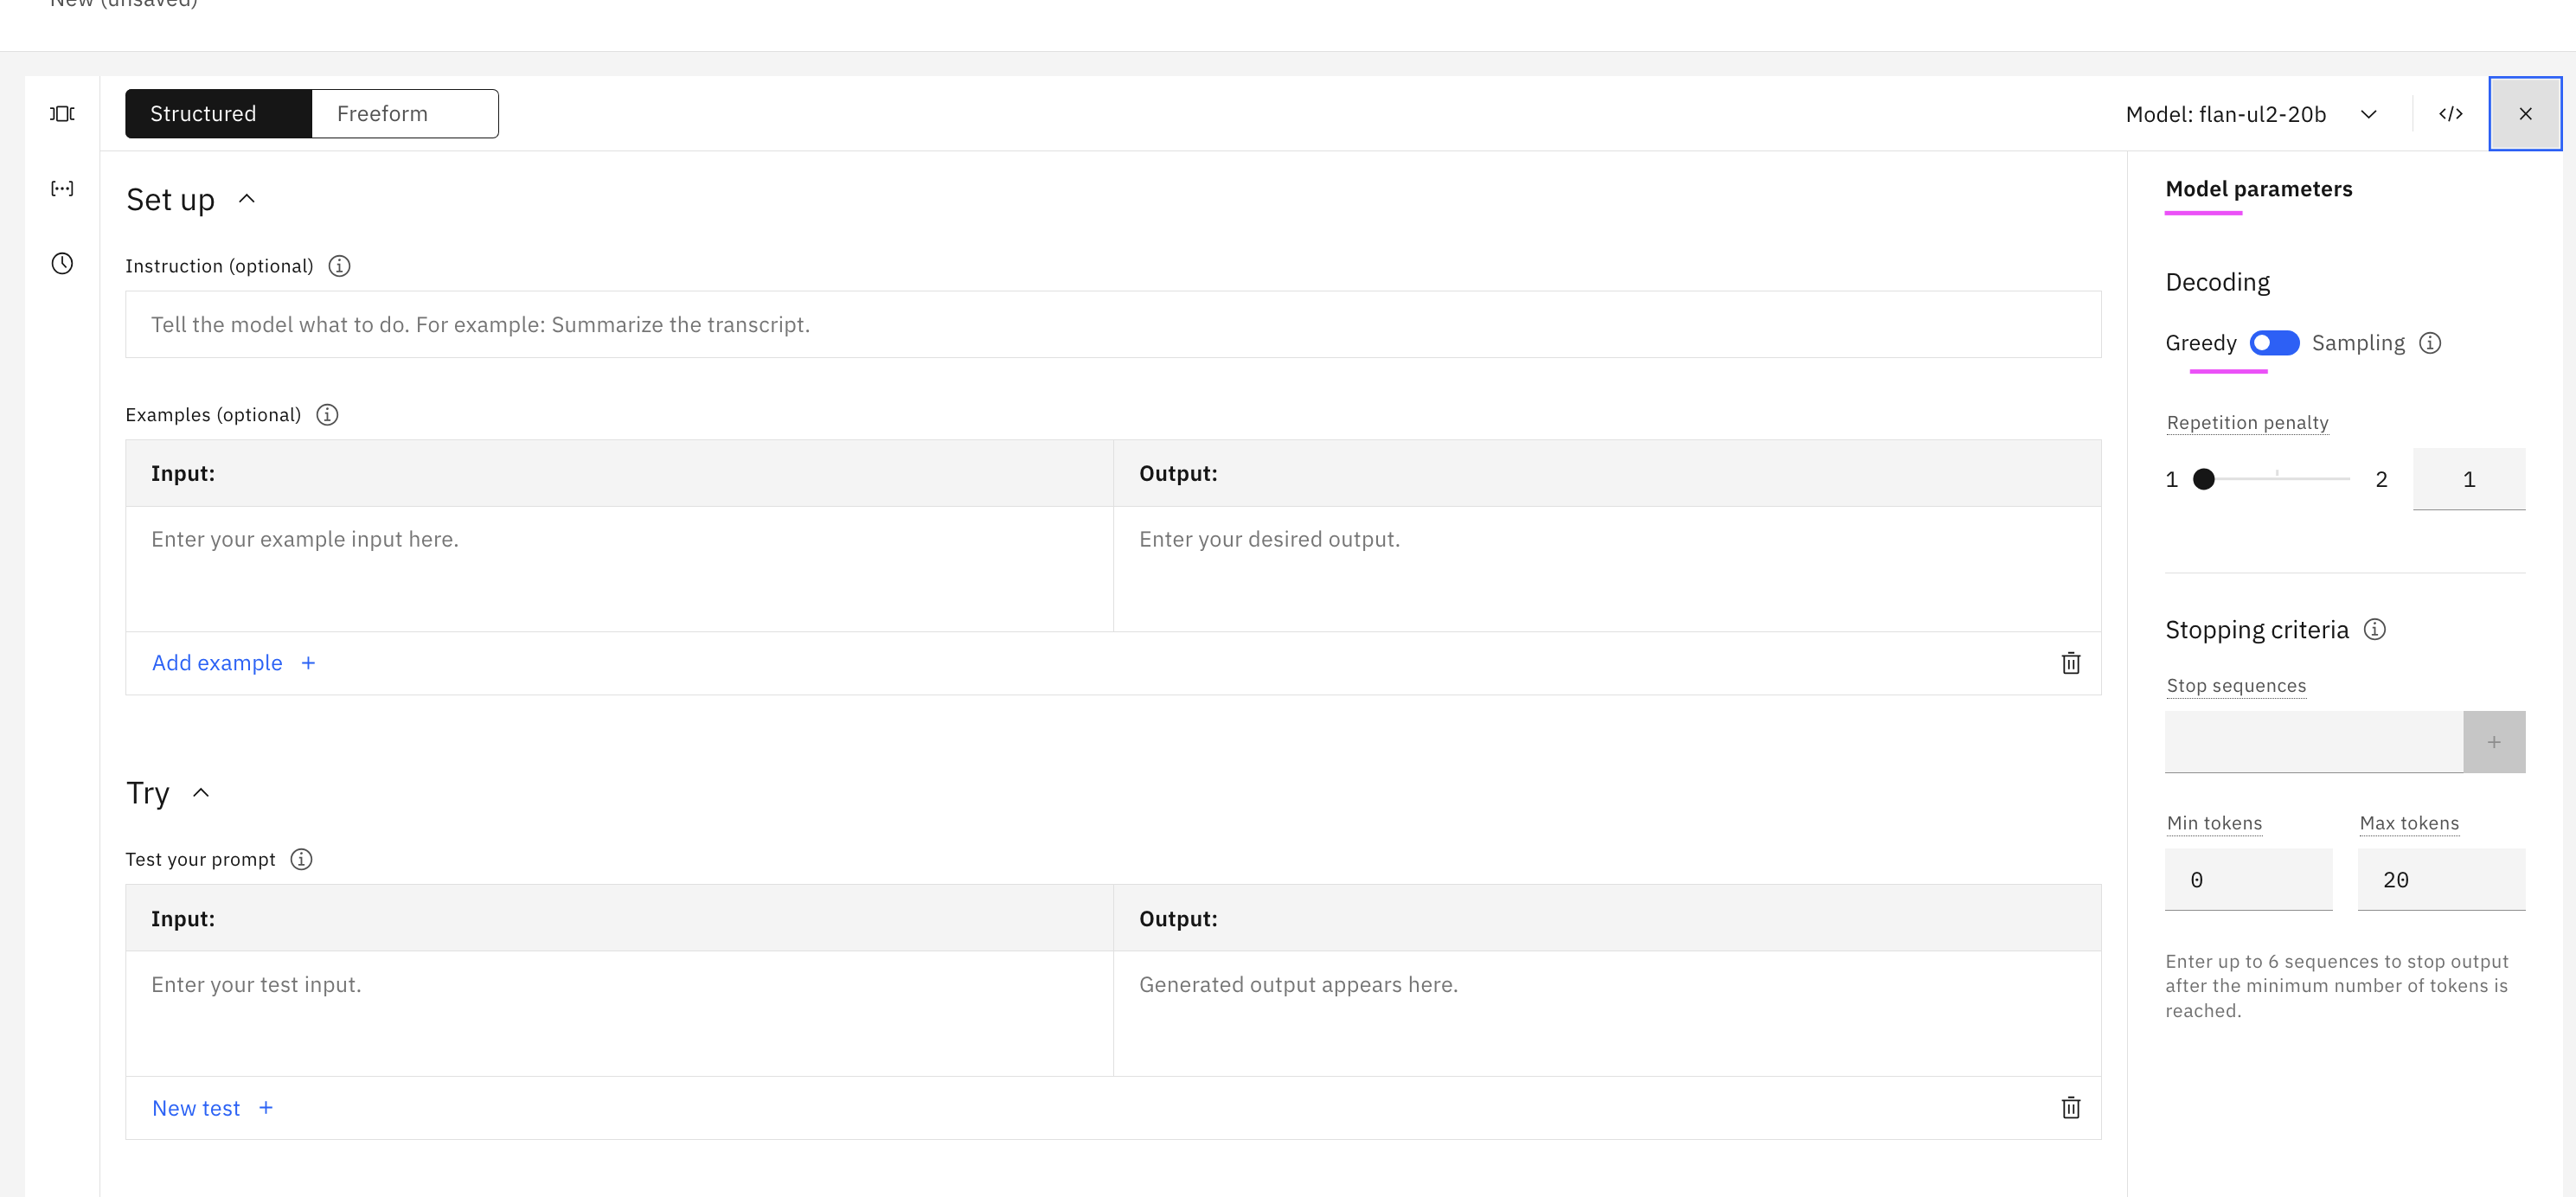 New (unsaved)
Structured
Freeform
Model: flan-ul2-20b
Set up
Instruction (optional)
Tell the model what to do. For example: Summarize the transcript.
Examples (optional)
Input:
Output:
Enter your example input here.
Enter your desired output.
Add example +
Try
Test your prompt
Input:
Output:
Enter your test input.
Generated output appears here.
New test +
Model parameters
Decoding
Greedy
Sampling
Repetition penalty
1
2
1
Stopping criteria
Stop sequences
+
Min tokens
Max tokens
0
20
Enter up to 6 sequences to stop output
after the minimum number of tokens is
reached.